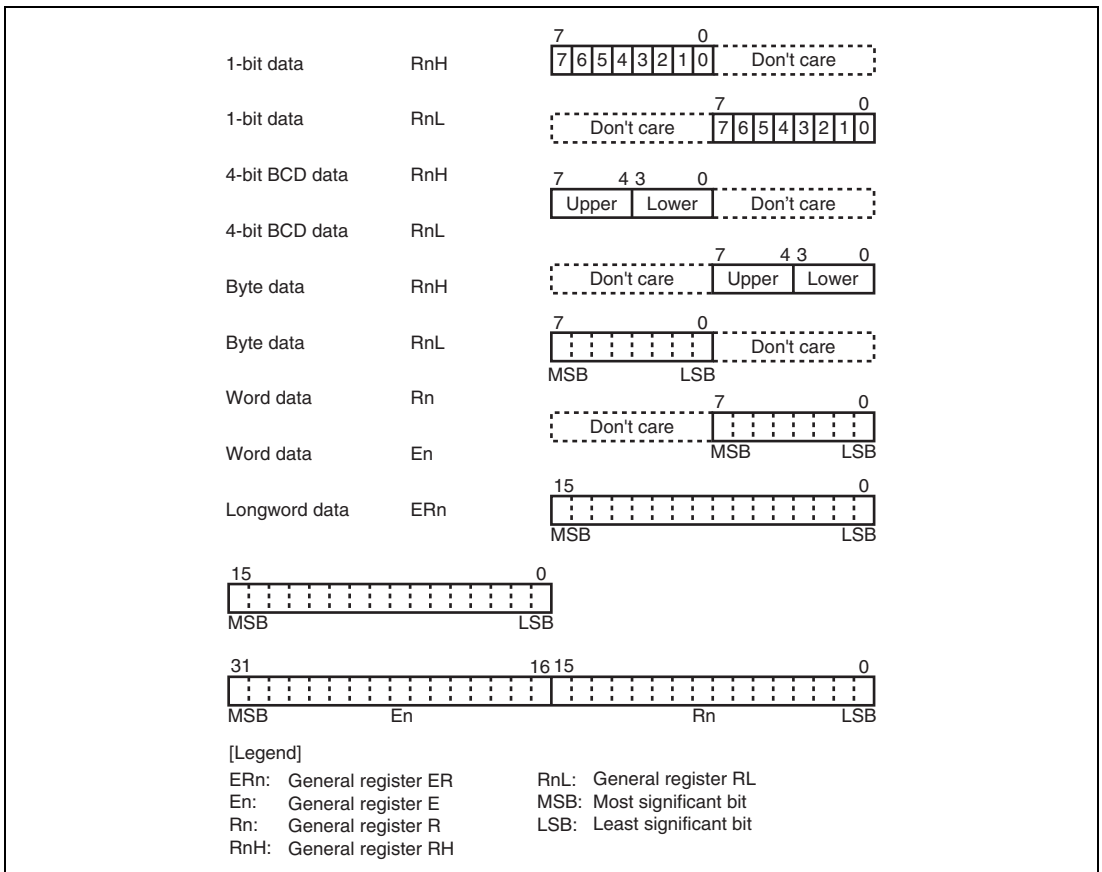 7 0
1-bit data RnH 7 6 5 4 3 2 1 0 Don't care
7 0
1-bit data RnL Don't care 7 6 5 4 3 2 1 0
4-bit BCD data RnH 7 4 3 0
Upper Lower Don't care
4-bit BCD data RnL
7 4 3 0
Byte data RnH Don't care Upper Lower
7 0
Byte data RnL Don't care
MSB LSB
Word data Rn 7 0
Don't care
Word data En MSB LSB
15 0
Longword data ERn
MSB LSB
15 0
MSB LSB
31 16 15 0
MSB En Rn LSB
[Legend]
ERn: General register ER RnL: General register RL
En: General register E MSB: Most significant bit
Rn: General register R LSB: Least significant bit
RnH: General register RH